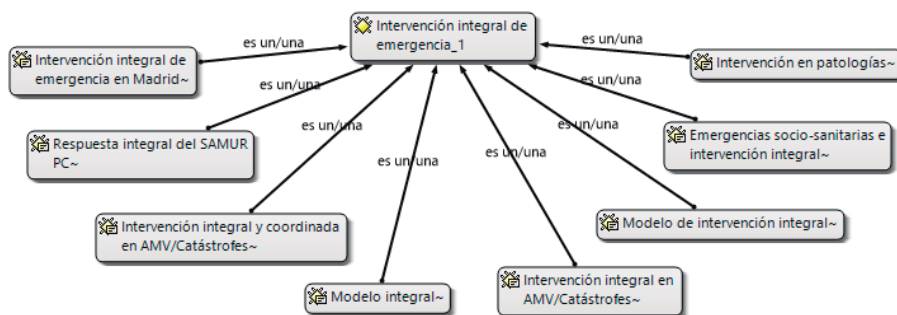 Intervención integral de
emergencia_1
es un/una
es un/una
Intervención integral de
emergencia en Madrid~
Intervención en patologías~
es un/una
es un/una
es un/una
es un/una
Respuesta integral del SAMUR
PC~
Emergencias socio-sanitarias e
intervención integral~
es un/una
es un/una
Intervención integral y coordinada
en AMV/Catástrofes~
Modelo de intervención integral~
Modelo integral~
Intervención integral en
AMV/Catástrofes~